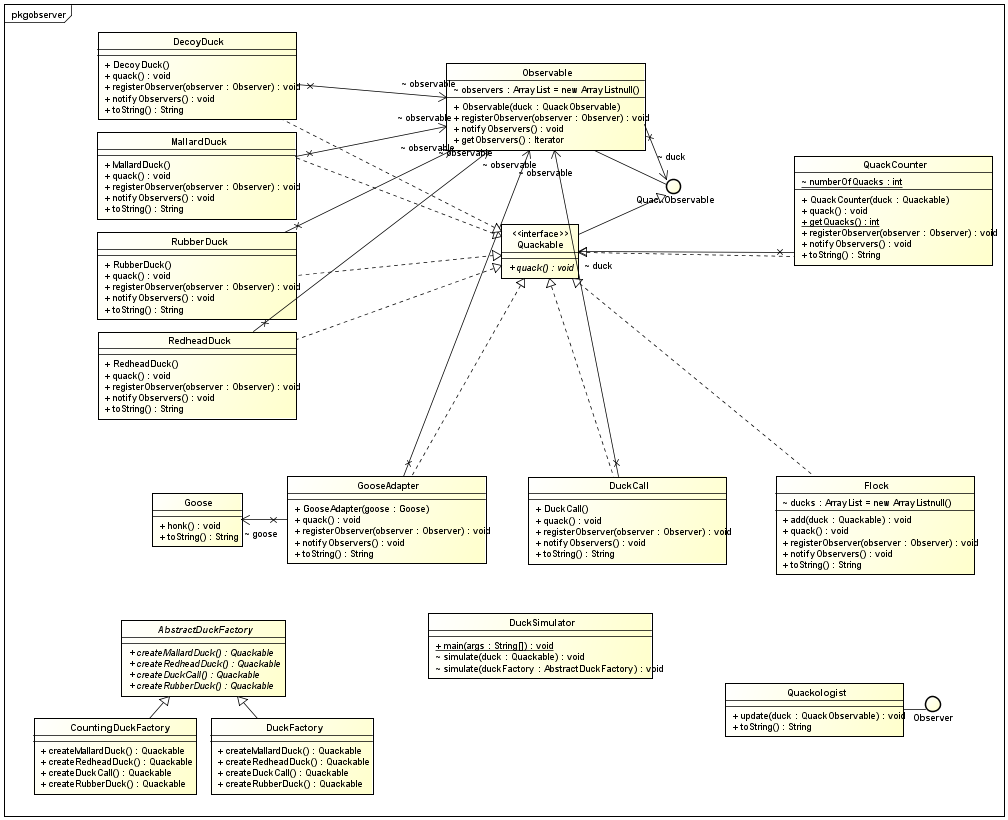 pkgobserver
DecoyDuck
+ DecoyDuck()
+ quack() : void
+ registerObserver(observer : Observer) : void
+ notifyObservers() : void
+ toString() : String
Observable
~ observers : ArrayList = new ArrayListnull()
+ Observable(duck : QuackObservable)
+ registerObserver(observer : Observer) : void
+ notifyObservers() : void
+ getObservers() : Iterator
~ observable
~ observable
~ observable
~ observable
~ observable
~ observable
~ duck
QuackObservable
MallardDuck
+ MallardDuck()
+ quack() : void
+ registerObserver(observer : Observer) : void
+ notifyObservers() : void
+ toString() : String
QuackCounter
~ numberOfQuacks : int
+ QuackCounter(duck : Quackable)
+ quack() : void
+ getQuacks() : int
+ registerObserver(observer : Observer) : void
+ notifyObservers() : void
+ toString() : String
<<interface>>
Quackable
+ quack() : void
~ duck
RubberDuck
+ RubberDuck()
+ quack() : void
+ registerObserver(observer : Observer) : void
+ notifyObservers() : void
+ toString() : String
RedheadDuck
+ RedheadDuck()
+ quack() : void
+ registerObserver(observer : Observer) : void
+ notifyObservers() : void
+ toString() : String
Goose
+ honk() : void
+ toString() : String
~ goose
GooseAdapter
+ GooseAdapter(goose : Goose)
+ quack() : void
+ registerObserver(observer : Observer) : void
+ notifyObservers() : void
+ toString() : String
DuckCall
+ DuckCall()
+ quack() : void
+ registerObserver(observer : Observer) : void
+ notifyObservers() : void
+ toString() : String
Flock
~ ducks : ArrayList = new ArrayListnull()
+ add(duck : Quackable) : void
+ quack() : void
+ registerObserver(observer : Observer) : void
+ notifyObservers() : void
+ toString() : String
AbstractDuckFactory
+ createMallardDuck() : Quackable
+ createRedheadDuck() : Quackable
+ createDuckCall() : Quackable
+ createRubberDuck() : Quackable
DuckSimulator
+ main(args : String[]) : void
~ simulate(duck : Quackable) : void
~ simulate(duckFactory : AbstractDuckFactory) : void
Quackologist
+ update(duck : QuackObservable) : void
+ toString() : String
Observer
CountingDuckFactory
+ createMallardDuck() : Quackable
+ createRedheadDuck() : Quackable
+ createDuckCall() : Quackable
+ createRubberDuck() : Quackable
DuckFactory
+ createMallardDuck() : Quackable
+ createRedheadDuck() : Quackable
+ createDuckCall() : Quackable
+ createRubberDuck() : Quackable